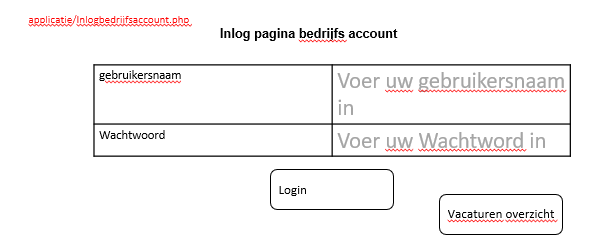 applicatie/Inlogbedrijfsaccount.php
Inlog pagina bedrijfs account
gebruikersnaam
Voer uw gebruikersnaam
in
Wachtwoord
Voer uw Wachtword in
Login
Vacaturen overzicht